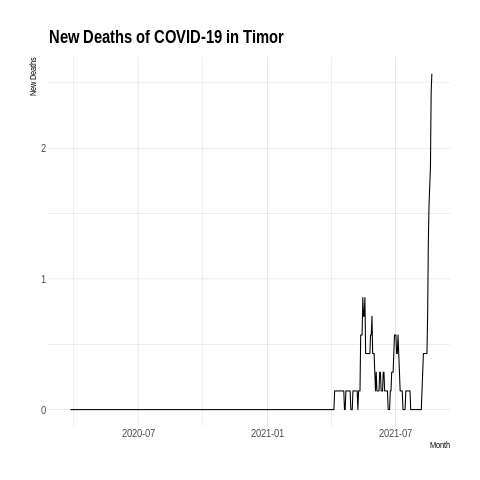 New Deaths of COVID-19 in Timor
New Deaths
2
1
0
2020-07
2021-01
2021-07
Month